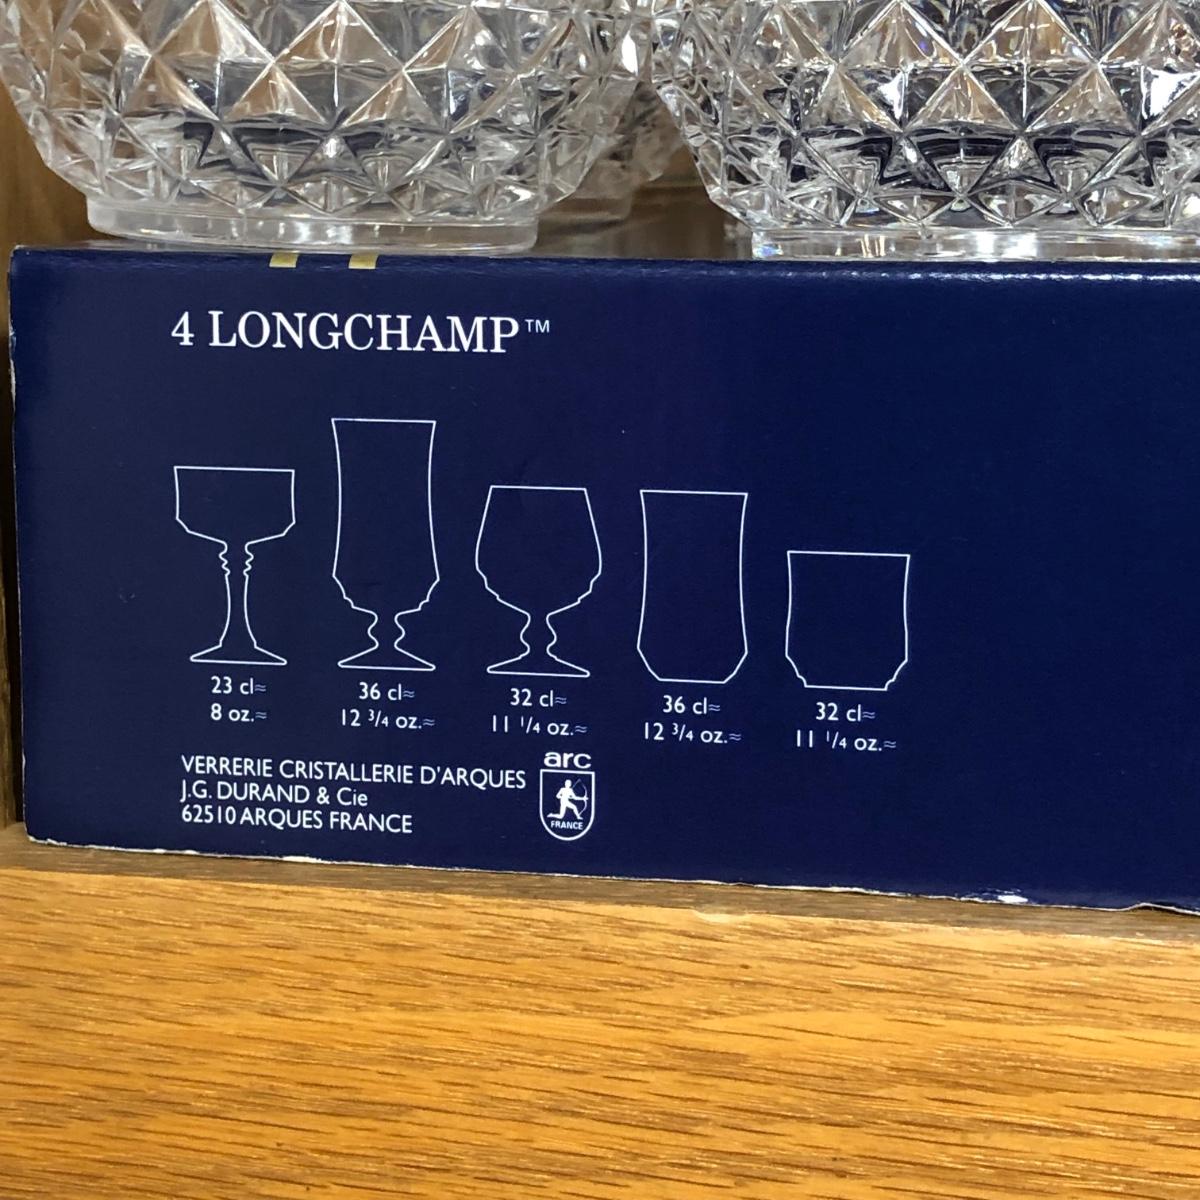 4 LONGCHAMP™
23 cl≈
8 oz.≈
36 cl≈
12 3/4 oz.≈
32 cl≈
11 1/4 oz.≈
36 cl≈
12 3/4 oz.≈
32 cl≈
11 1/4 oz.≈
VERRERIE CRISTALLERIE D'ARQUES
J.G. DURAND & Cie
62510 ARQUES FRANCE
arc
FRANCE